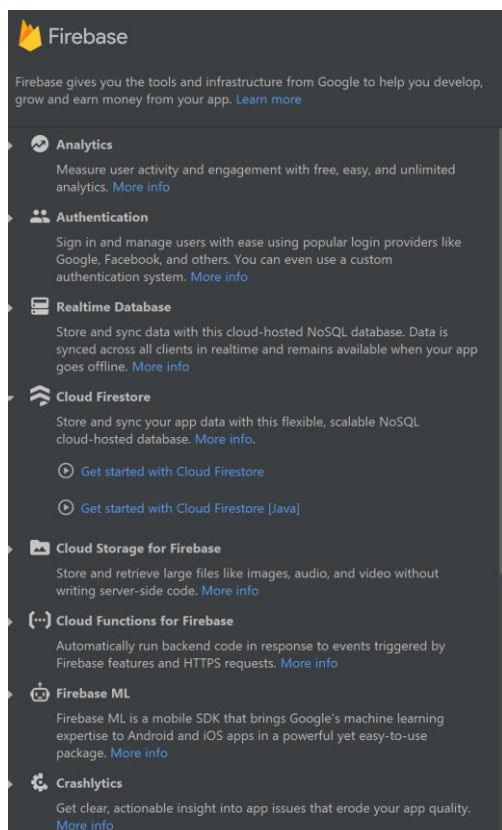 Firebase
Firebase gives you the tools and infrastructure from Google to help you develop,
grow and earn money from your app. Learn more
Analytics
Measure user activity and engagement with free, easy, and unlimited
analytics. More info
Authentication
Sign in and manage users with ease using popular login providers like
Google, Facebook, and others. You can even use a custom
authentication system. More info
Realtime Database
Store and sync data with this cloud-hosted NoSQL database. Data is
synced across all clients in realtime and remains available when your app
goes offline. More info
Cloud Firestore
Store and sync your app data with this flexible, scalable NoSQL
cloud-hosted database. More info.
Get started with Cloud Firestore
Get started with Cloud Firestore [Java]
Cloud Storage for Firebase
Store and retrieve large files like images, audio, and video without
writing server-side code. More info
Cloud Functions for Firebase
Automatically run backend code in response to events triggered by
Firebase features and HTTPS requests. More info
Firebase ML
Firebase ML is a mobile SDK that brings Google's machine learning
expertise to Android and iOS apps in a powerful yet easy-to-use
package. More info
Crashlytics
Get clear, actionable insight into app issues that erode your app quality.
More info